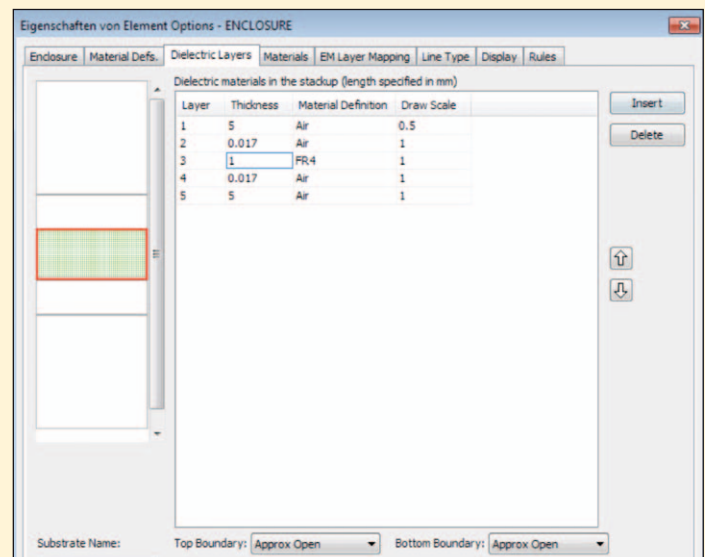 Eigenschaften von Element Options - ENCLOSURE
Enclosure Material Defs. Dielectric Layers Materials EM Layer Mapping Line Type Display Rules
Dielectric materials in the stackup (length specified in mm)
Layer Thickness Material Definition Draw Scale
1 5 Air 0.5
2 0.017 Air 1
3 1 FR4 1
4 0.017 Air 1
5 5 Air 1
Insert
Delete
Substrate Name: Top Boundary: Approx Open Bottom Boundary: Approx Open